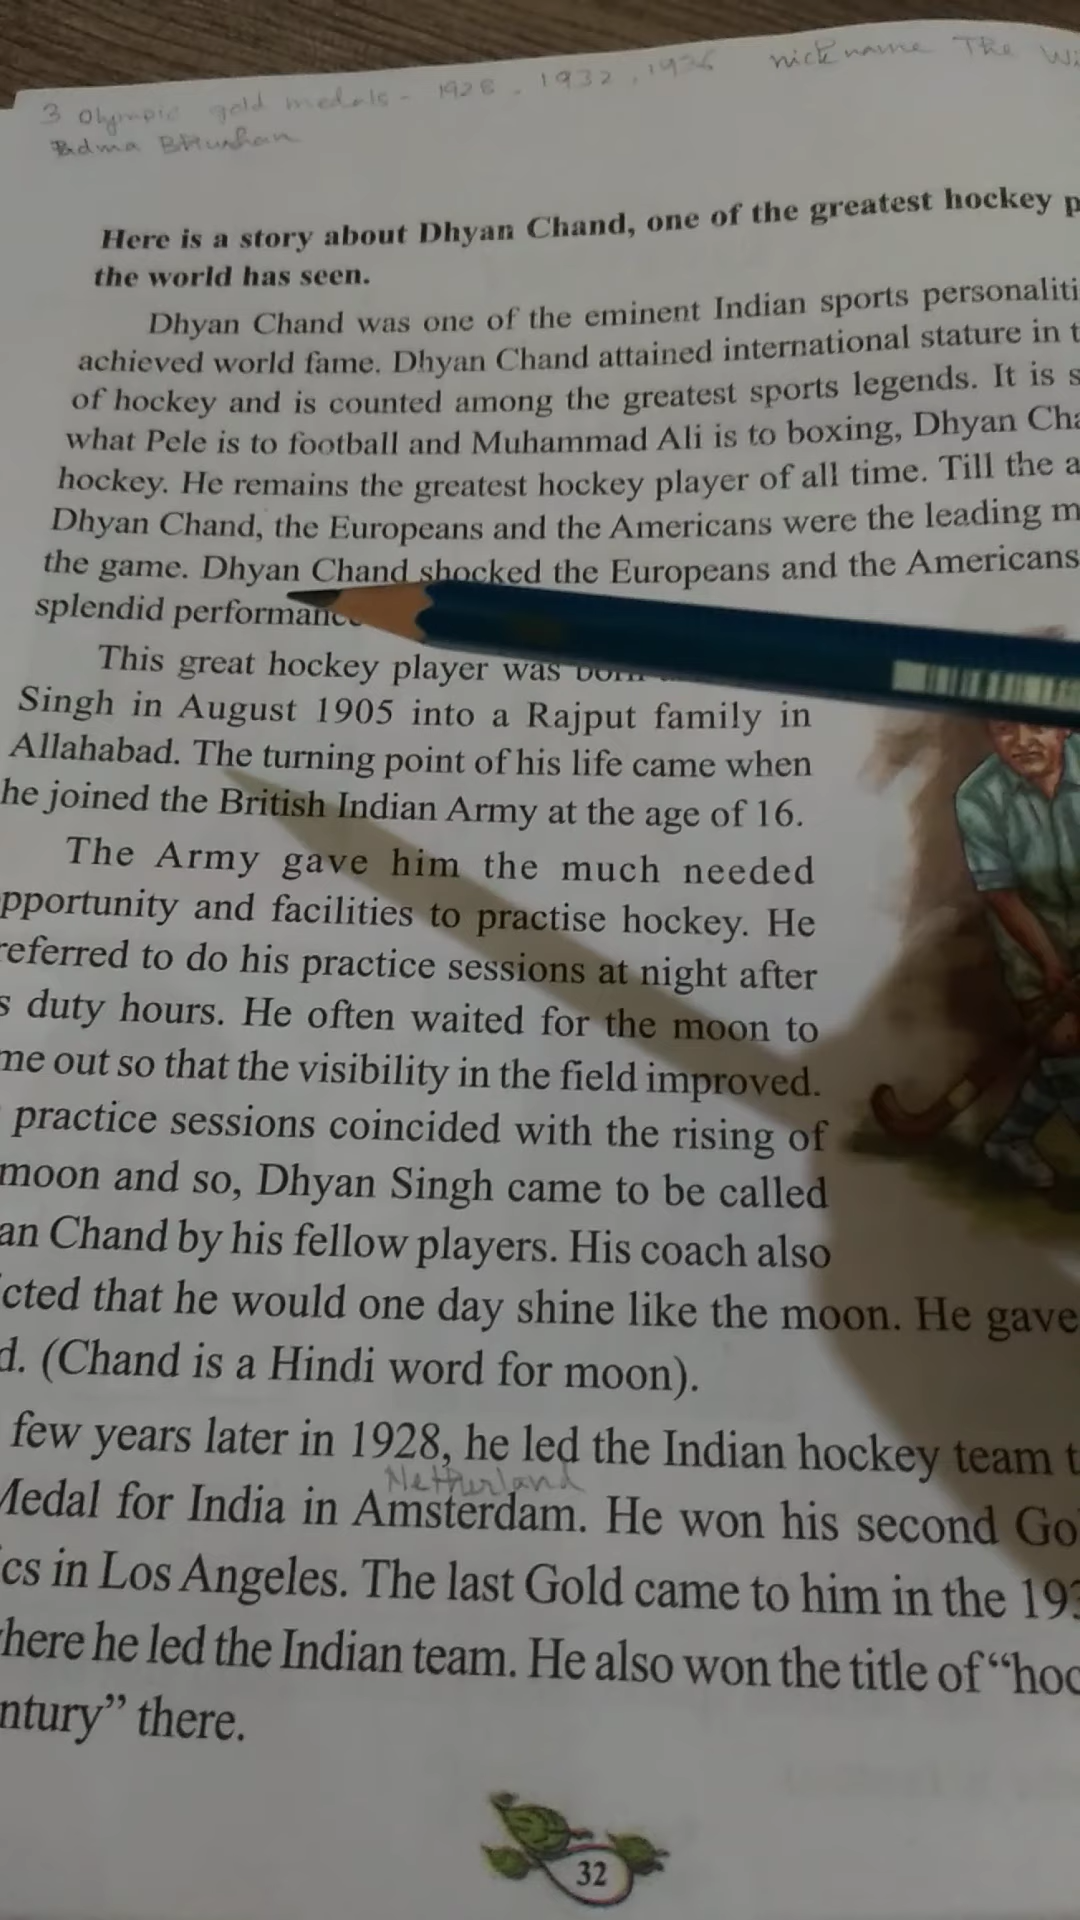 3 Olympic gold medals - 1928, 1932, 1936 nickname The
Padma Bhushan
Here is a story about Dhyan Chand, one of the greatest hockey
the world has seen.
Dhyan Chand was one of the eminent Indian sports
achieved world fame. Dhyan Chand attained international stature in
of hockey and is counted among the greatest sports legends. It is
what Pele is to football and Muhammad Ali is to boxing, Dhyan
hockey. He remains the greatest hockey player of all time. Till the
Dhyan Chand, the Europeans and the Americans were the leading
the game. Dhyan Chand shocked the Europeans and the Americans
splendid
This great hockey player was
Singh in August 1905 into a Rajput family in
Allahabad. The turning point of his life came when
he joined the British Indian Army at the age of 16.
The Army gave him the much needed
pportunity and facilities to practise hockey. He
referred to do his practice sessions at night after
s duty hours. He often waited for the moon to
me out so that the visibility in the field improved.
practice sessions coincided with the rising of
moon and so, Dhyan Singh came to be called
an Chand by his fellow players. His coach also
cted that he would one day shine like the moon. He gave
d. (Chand is a Hindi word for moon).
few years later in 1928, he led the Indian hockey team
Netherland
Medal for India in Amsterdam. He won his second
cs in Los Angeles. The last Gold came to him in the
where he led the Indian team. He also won the title of "hoc
ntury" there.
32